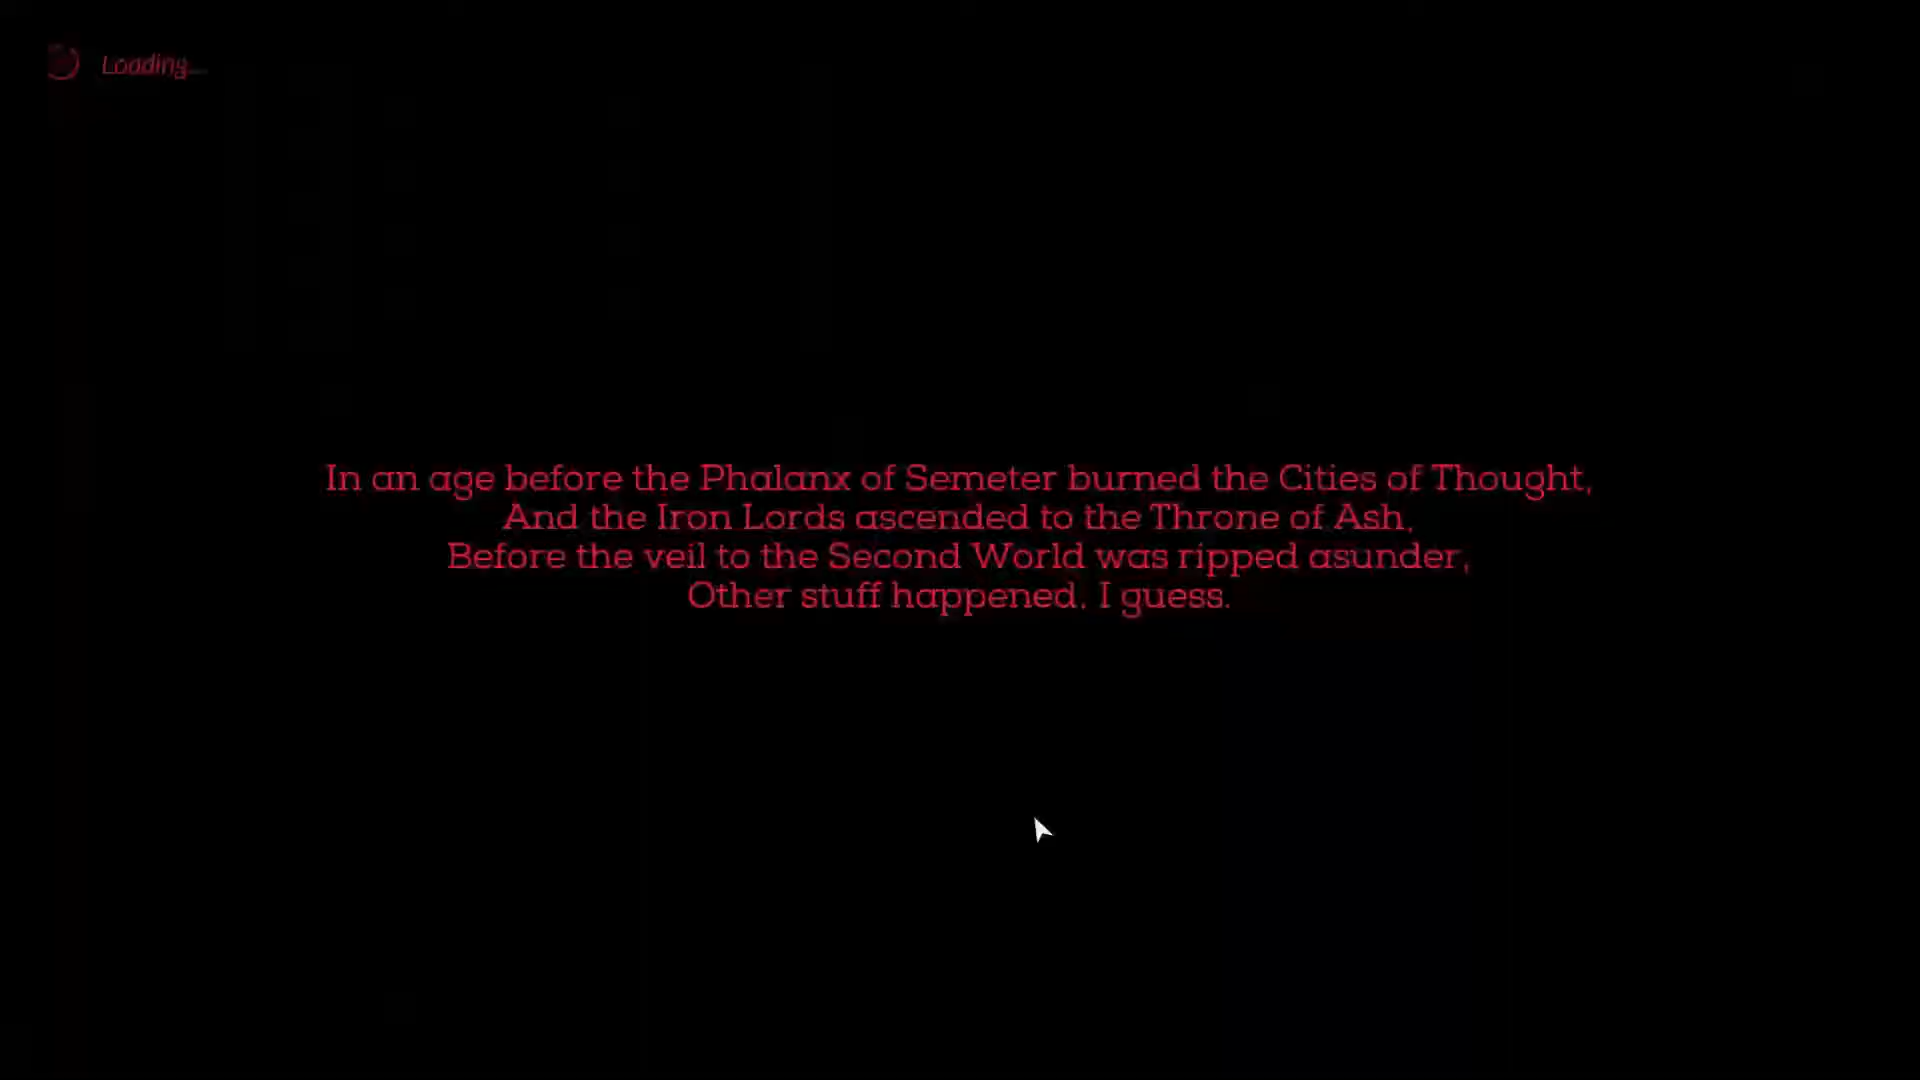 Loading...
In an age before the Phalanx of Semeter burned the Cities of Thought,
And the Iron Lords ascended to the Throne of Ash,
Before the veil to the Second World was ripped asunder,
Other stuff happened, I guess.